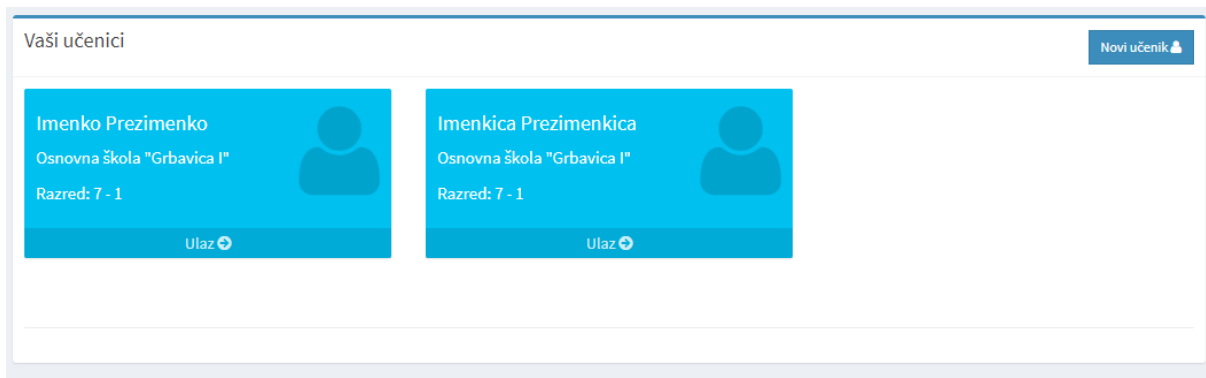 Vaši učenici
Novi učenik
Imenko Prezimenko
Osnovna škola "Grbavica I"
Razred: 7 - 1
Ulaz
Imenkica Prezimenkica
Osnovna škola "Grbavica I"
Razred: 7 - 1
Ulaz